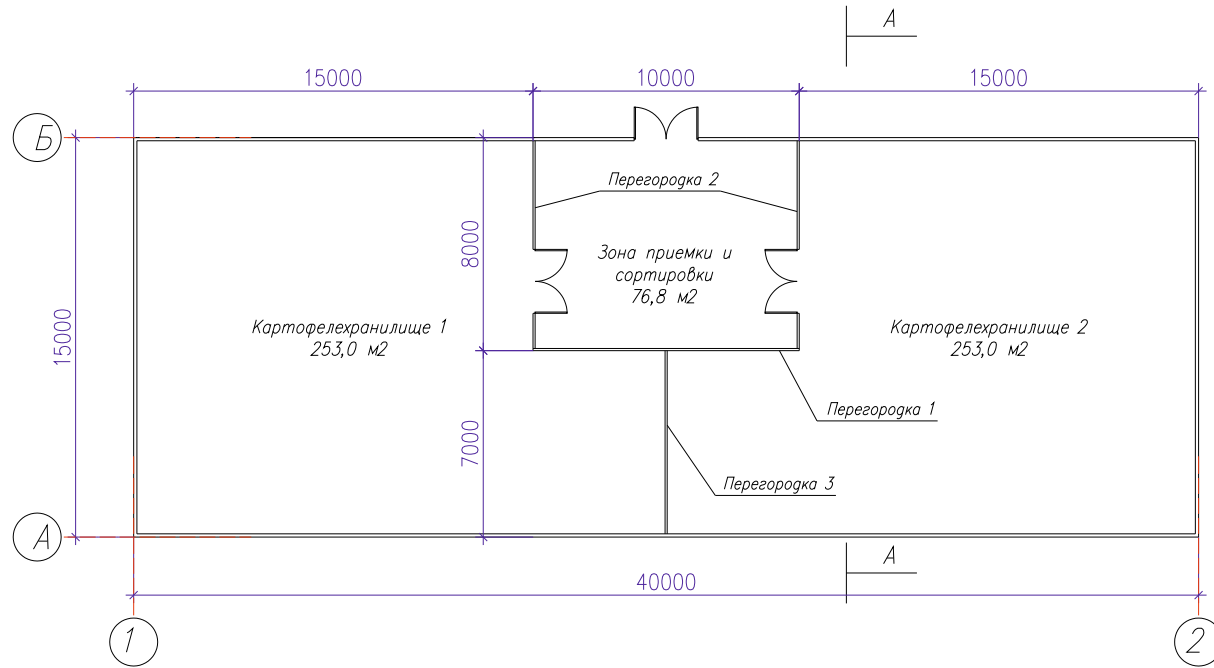 А
15000
10000
15000
Б
Перегородка 2
8000
Зона приемки и
сортировки
76,8 м2
15000
Картофелехранилище 1
253,0 м2
Картофелехранилище 2
253,0 м2
Перегородка 1
7000
Перегородка 3
А
А
40000
1
2